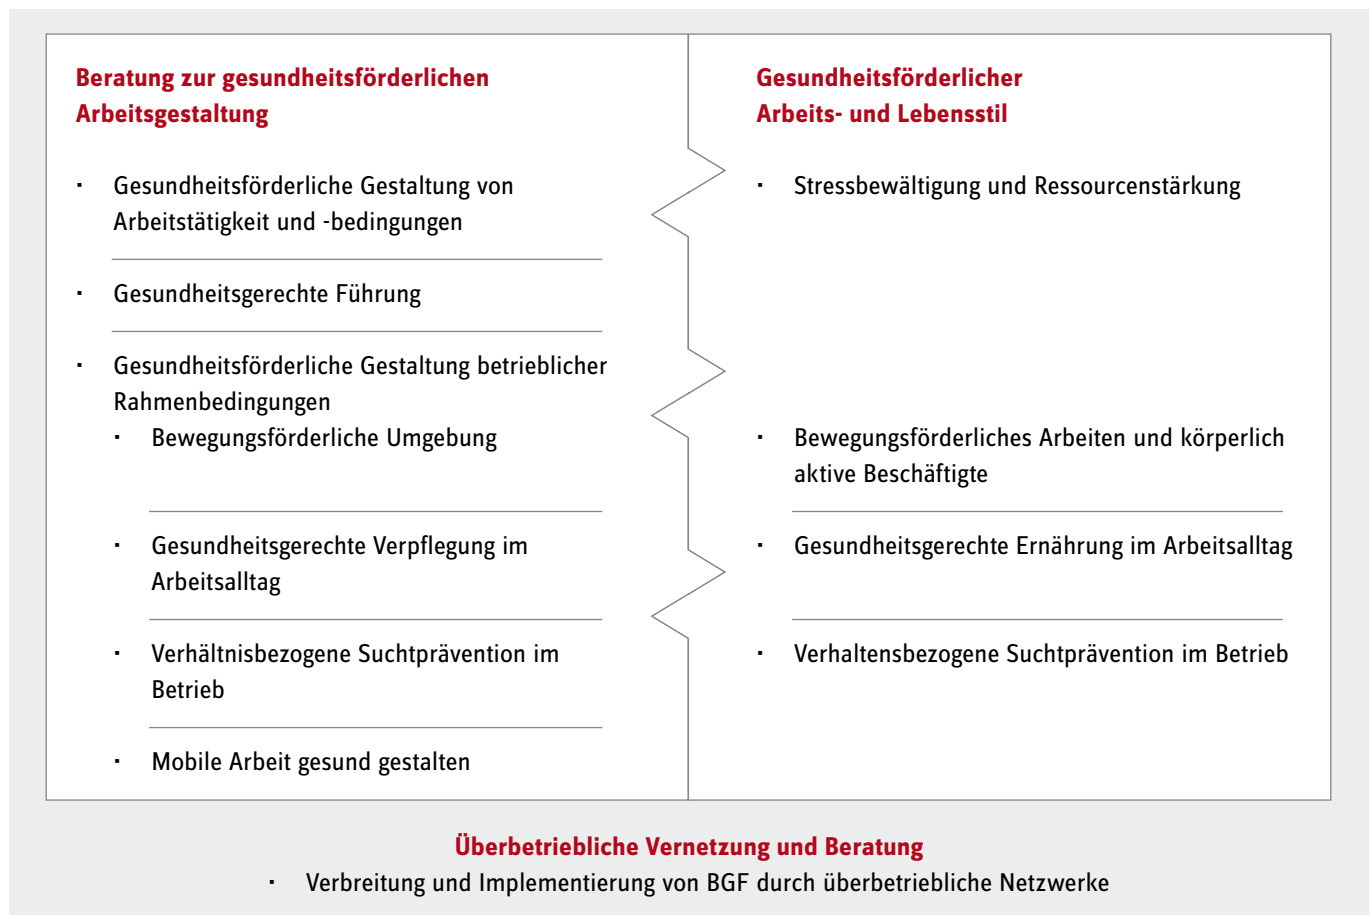 Beratung zur gesundheitsförderlichen
Arbeitsgestaltung
· Gesundheitsförderliche Gestaltung von
Arbeitstätigkeit und -bedingungen
· Gesundheitsgerechte Führung
· Gesundheitsförderliche Gestaltung betrieblicher
Rahmenbedingungen
· Bewegungsförderliche Umgebung
· Gesundheitsgerechte Verpflegung im
Arbeitsalltag
· Verhältnisbezogene Suchtprävention im
Betrieb
· Mobile Arbeit gesund gestalten
Gesundheitsförderlicher
Arbeits- und Lebensstil
· Stressbewältigung und Ressourcenstärkung
· Bewegungsförderliches Arbeiten und körperlich
aktive Beschäftigte
· Gesundheitsgerechte Ernährung im Arbeitsalltag
· Verhaltensbezogene Suchtprävention im Betrieb
Überbetriebliche Vernetzung und Beratung
· Verbreitung und Implementierung von BGF durch überbetriebliche Netzwerke